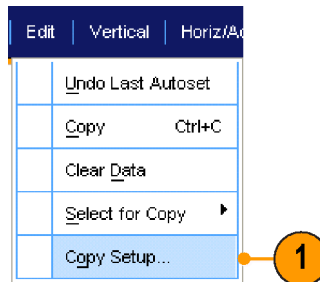 Edit Vertical Horiz/Ac
Undo Last Autoset
Copy Ctrl+C
Clear Data
Select for Copy
Copy Setup...
1